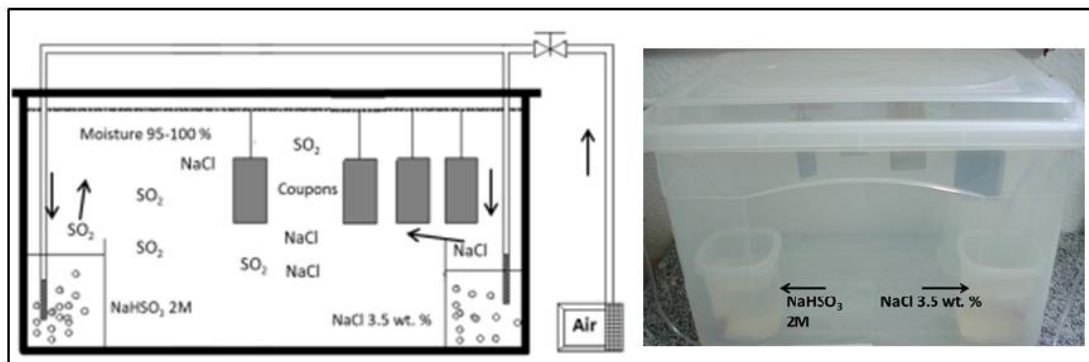 Moisture 95-100 %
NaCl
SO₂
SO₂
Coupons
SO₂
SO₂
NaCl
NaCl
SO₂
NaCl
NaHSO₃ 2M
NaCl 3.5 wt. %
Air
NaHSO₃
2M
NaCl 3.5 wt. %